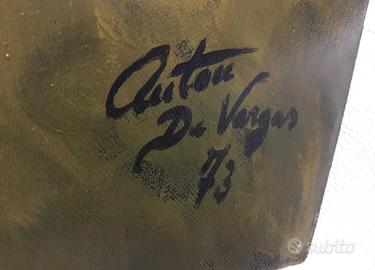 Anton
De Vargas
73
subito